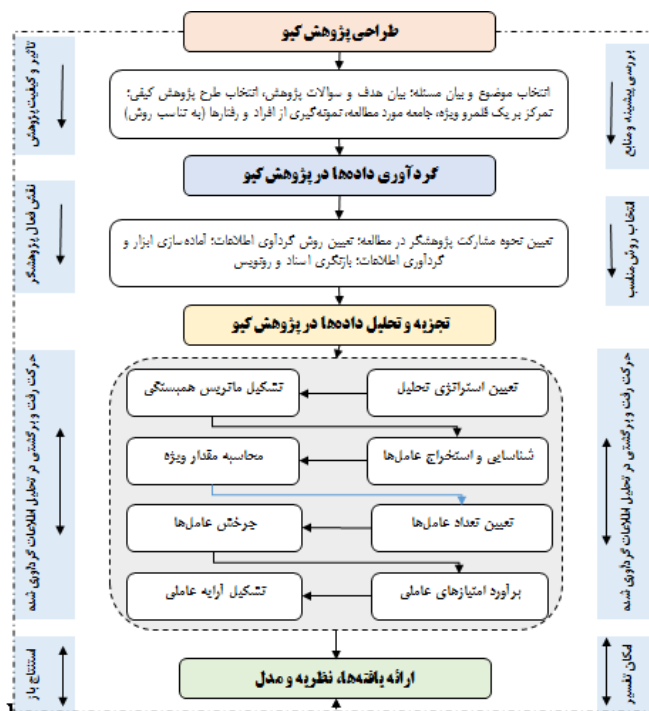 طراحی پژوهش کیو
بررسی پیشینه و منابع
تاثیر و کیفیت پژوهش
انتخاب موضوع و بیان مسئله؛ بیان هدف و سوالات پژوهش، انتخاب طرح پژوهش کیفی؛
تمرکز بر یک قلمرو ویژه، جامعه مورد مطالعه، نمونه‌گیری از افراد و رفتارها (به تناسب روش)
گردآوری داده‌ها در پژوهش کیو
انتخاب روش مناسب
نقش فعال پژوهشگر
تعیین نحوه مشارکت پژوهشگر در مطالعه؛ تعیین روش گردآوی اطلاعات؛ آماده‌سازی ابزار و
گردآوری اطلاعات؛ بازنگری اسناد و رونویس
تجزیه و تحلیل داده‌ها در پژوهش کیو
حرکت رفت و برگشتی در تحلیل اطلاعات گردآوری شده
حرکت رفت و برگشتی در تحلیل اطلاعات گردآوری شده
تعیین استراتژی تحلیل
تشکیل ماتریس همبستگی
شناسایی و استخراج عامل‌ها
محاسبه مقدار ویژه
تعیین تعداد عامل‌ها
چرخش عامل‌ها
برآورد امتیازهای عاملی
تشکیل آرایه عاملی
ارائه یافته‌ها، نظریه و مدل
امکان تفسیر
استنتاج باز